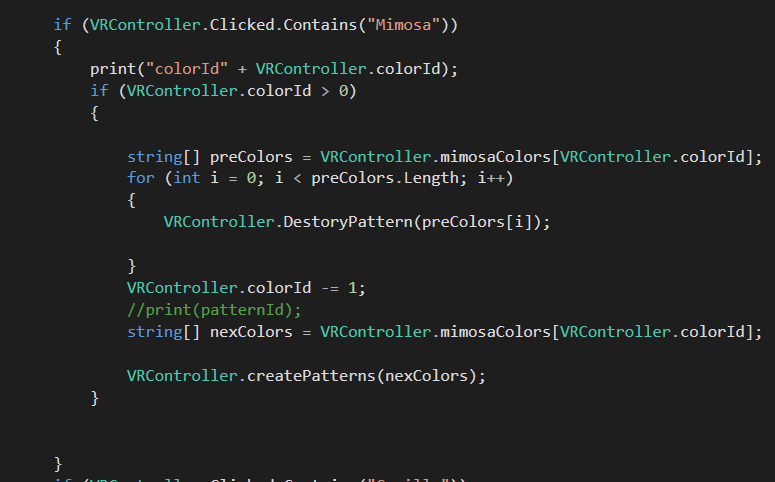 if (VRController.Clicked.Contains("Mimosa"))
{
print("colorId" + VRController.colorId);
if (VRController.colorId > 0)
{
string[] preColors = VRController.mimosaColors[VRController.colorId];
for (int i = 0; i < preColors.Length; i++)
{
VRController.DestoryPattern(preColors[i]);
}
VRController.colorId -= 1;
//print(patternId);
string[] nexColors = VRController.mimosaColors[VRController.colorId];
VRController.createPatterns(nexColors);
}
}